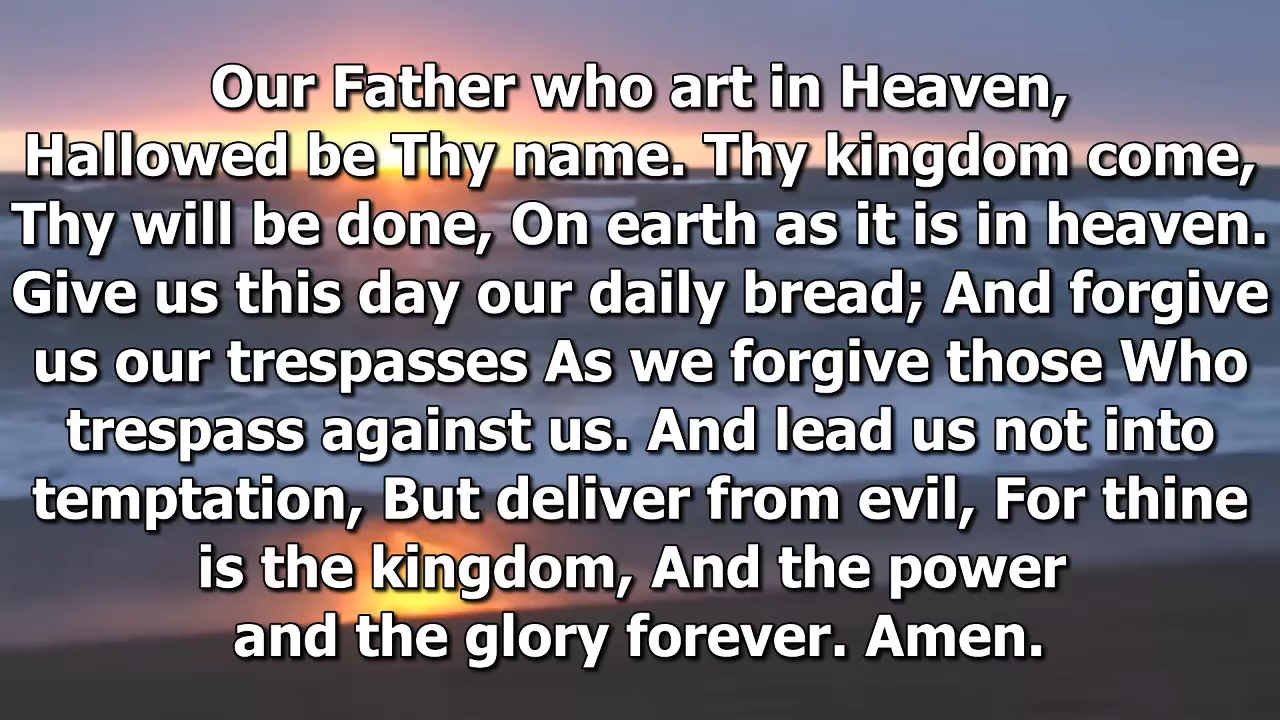 Our Father who art in Heaven,
Hallowed be Thy name. Thy kingdom come,
Thy will be done, On earth as it is in heaven.
Give us this day our daily bread; And forgive
us our trespasses As we forgive those Who
trespass against us. And lead us not into
temptation, But deliver from evil, For thine
is the kingdom, And the power
and the glory forever. Amen.